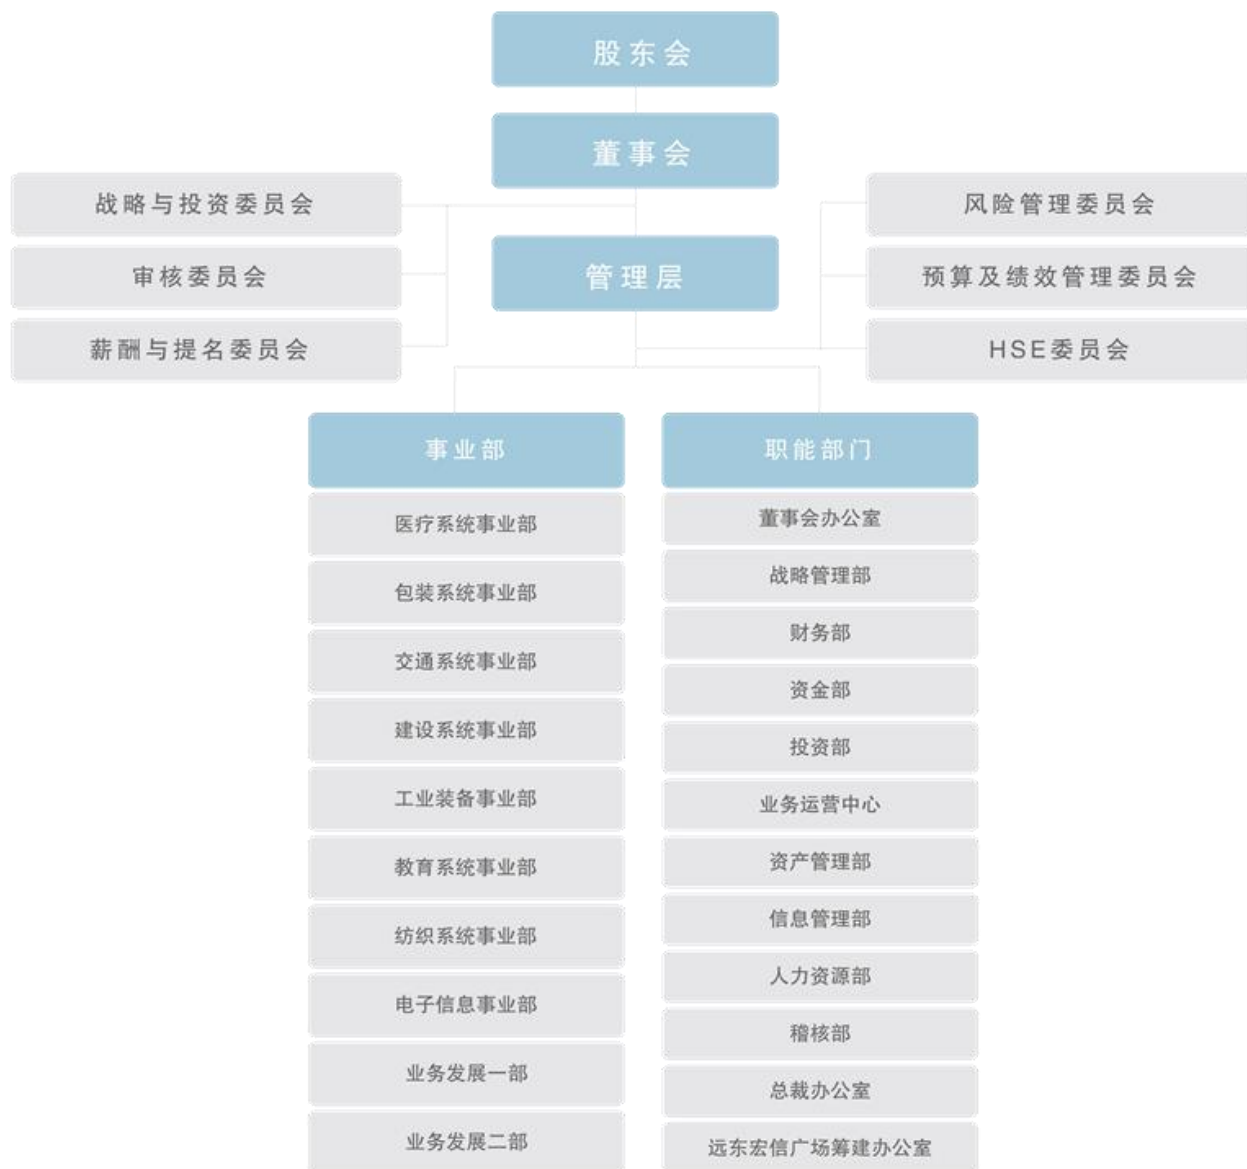 股东会
董事会
战略与投资委员会
审核委员会
薪酬与提名委员会
管理层
风险管理委员会
预算及绩效管理委员会
HSE委员会
事业部
医疗系统事业部
包装系统事业部
交通系统事业部
建设系统事业部
工业装备事业部
教育系统事业部
纺织系统事业部
电子信息事业部
业务发展一部
业务发展二部
职能部门
董事会办公室
战略管理部
财务部
资金部
投资部
业务运营中心
资产管理部
信息管理部
人力资源部
稽核部
总裁办公室
远东宏信广场筹建办公室